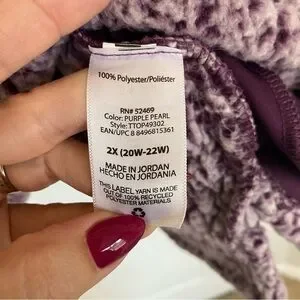 100% Polyester/Poliéster
RN# 52469
Color: PURPLE PEARL
Style: TTOP49302
EAN/UPC 8 8496815361
2X (20W-22W)
MADE IN JORDAN
HECHO EN JORDANIA
THIS LABEL YARN IS MADE
OUT OF 100% RECYCLED
POLYESTER MATERIALS